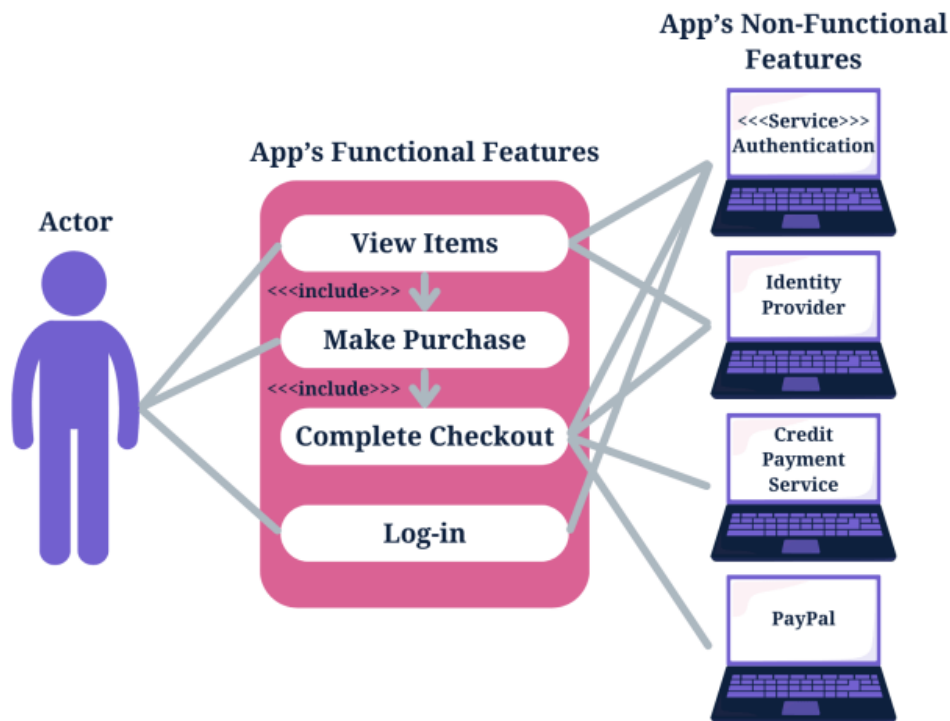 App's Non-Functional
Features
<<<Service>>>
Authentication
App's Functional Features
Actor
View Items
<<<include>>>
Make Purchase
<<<include>>>
Complete Checkout
Log-in
Identity
Provider
Credit
Payment
Service
PayPal